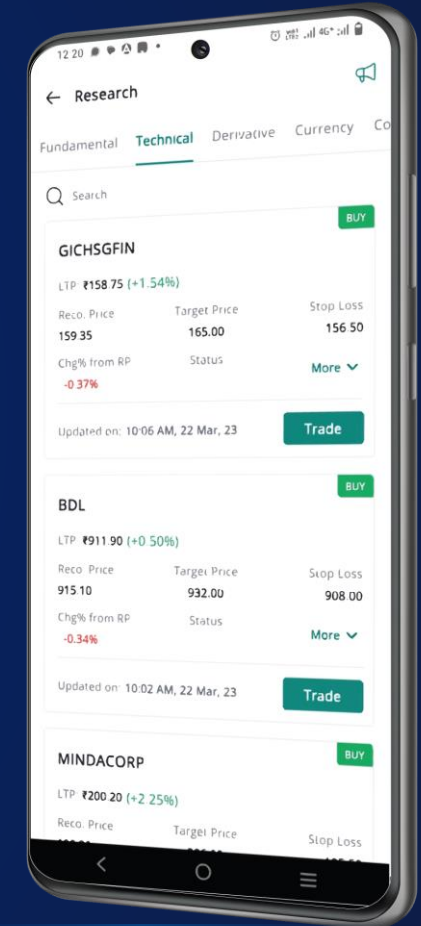 12 20
4G+
Research
Fundamental Technical Derivative Currency Co
Search
BUY
GICHSGFIN
LTP ₹158 75 (+1.54%)
Reco. Price Target Price Stop Loss
159 35 165.00 156 50
Chg% from RP Status More
-0 37%
Updated on: 10:06 AM, 22 Mar, 23 Trade
BUY
BDL
LTP ₹911 90 (+0 50%)
Reco Price Target Price Stop Loss
915 10 932.00 908 00
Chg% from RP Status More
-0.34%
Updated on: 10:02 AM, 22 Mar, 23 Trade
BUY
MINDACORP
LTP ₹200 20 (+2 25%)
Reco. Price Target Price Stop Loss